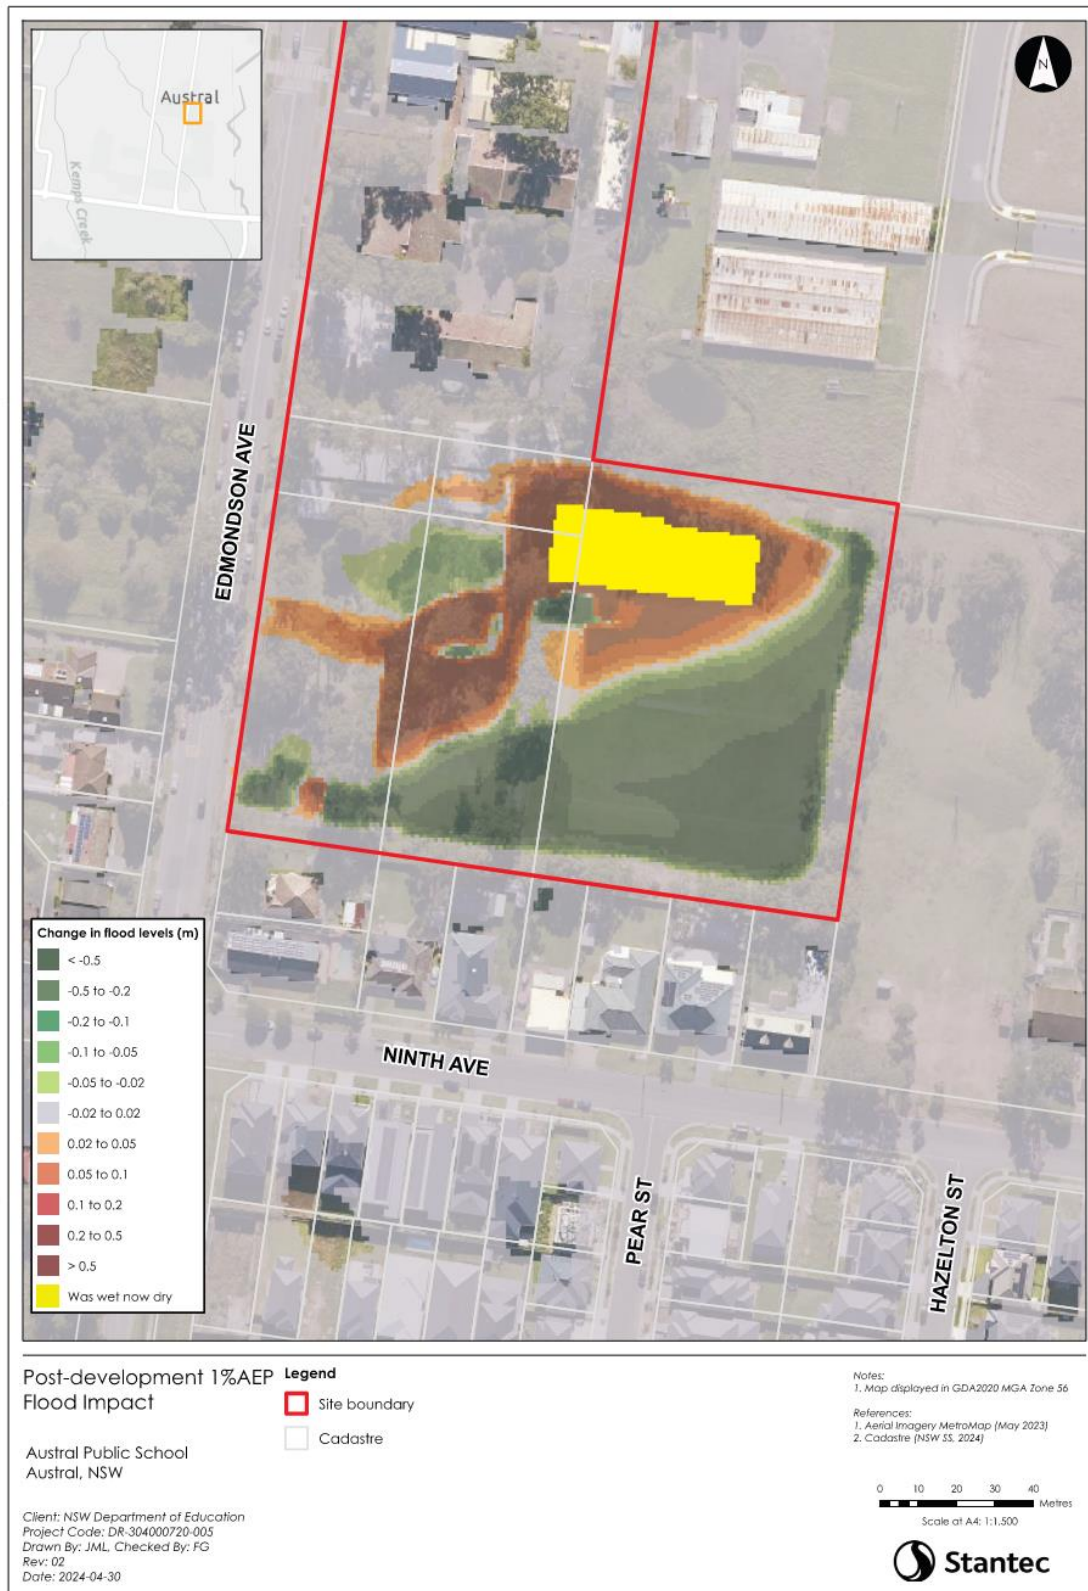 Austral
Kemps Creek
N
EDMONDSON AVE
NINTH AVE
PEAR ST
HAZELTON ST
Change in flood levels (m)
< -0.5
-0.5 to -0.2
-0.2 to -0.1
-0.1 to -0.05
-0.05 to -0.02
-0.02 to 0.02
0.02 to 0.05
0.05 to 0.1
0.1 to 0.2
0.2 to 0.5
> 0.5
Was wet now dry
Post-development 1%AEP
Flood Impact
Austral Public School
Austral, NSW
Client: NSW Department of Education
Project Code: DR-304000720-005
Drawn By: JML, Checked By: FG
Rev: 02
Date: 2024-04-30
Legend
Site boundary
Cadastre
Notes:
1. Map displayed in GDA2020 MGA Zone 56
References:
1. Aerial Imagery MetroMap (May 2023)
2. Cadastre (NSW SS, 2024)
0 10 20 30 40
Metres
Scale at A4: 1:1,500
Stantec